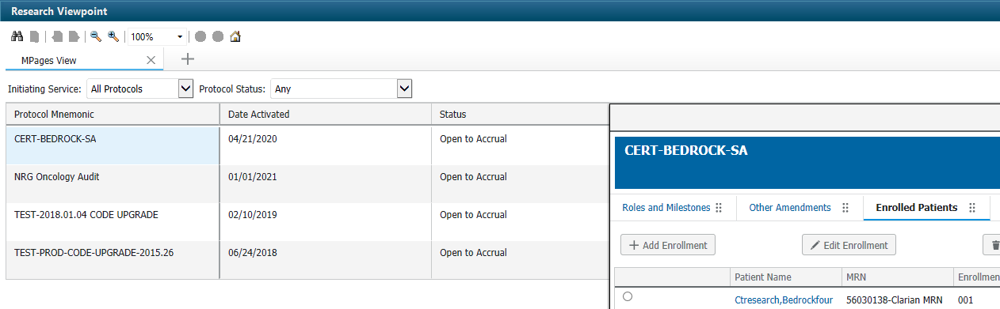 Research Viewpoint
100%
MPages View
Initiating Service: All Protocols Protocol Status: Any
Protocol Mnemonic Date Activated Status
CERT-BEDROCK-SA 04/21/2020 Open to Accrual
NRG Oncology Audit 01/01/2021 Open to Accrual
TEST-2018.01.04 CODE UPGRADE 02/10/2019 Open to Accrual
TEST-PROD-CODE-UPGRADE-2015.26 06/24/2018 Open to Accrual
CERT-BEDROCK-SA
Roles and Milestones Other Amendments Enrolled Patients
Add Enrollment Edit Enrollment
Patient Name MRN Enrollmen
Ctresearch,Bedrockfour 56030138-Clarian MRN 001